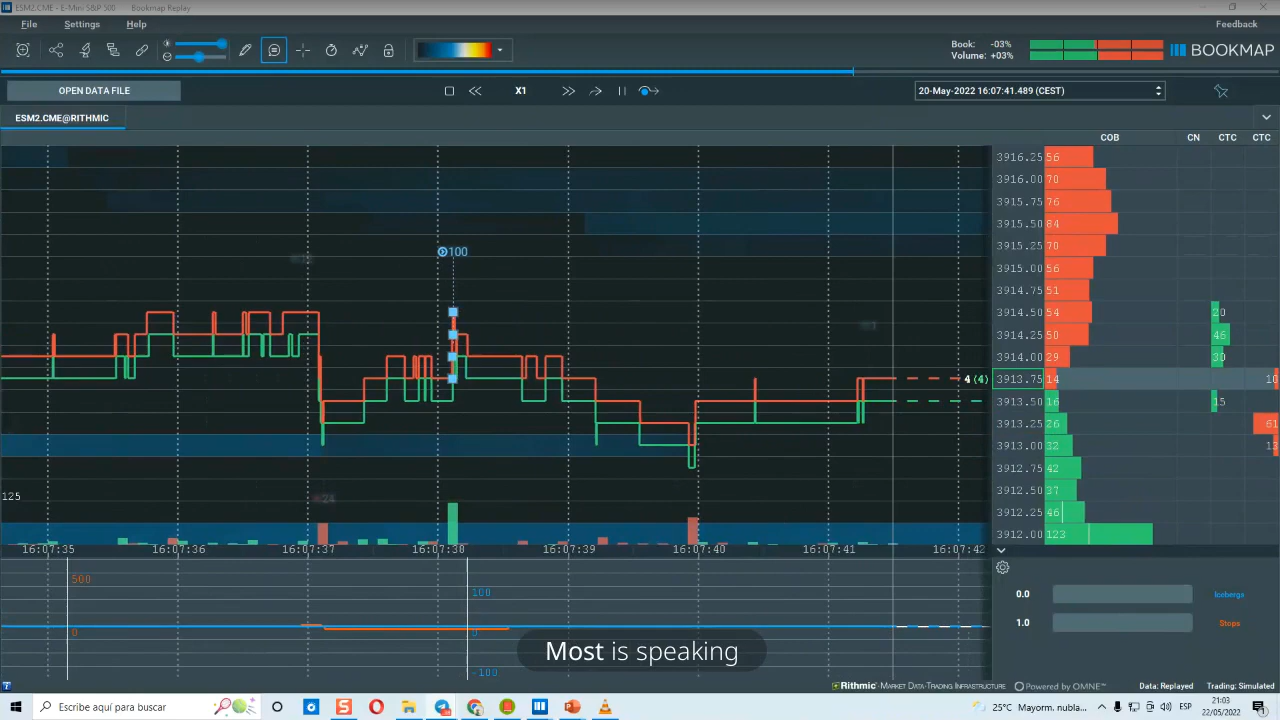 ESM2.CME - E-Mini S&P 500
Bookmap Replay
File
Settings
Help
Feedback
Book: -03%
Volume: +03%
BOOKMAP
OPEN DATA FILE
X1
20-May-2022 16:07:41.489 (CEST)
ESM2.CME@RITHMIC
COB
CN
CTC
CTC
3916.25 56
3916.00 70
3915.75 76
3915.50 84
100
3915.25 70
3915.00 56
3914.75 51
3914.50 54 20
3914.25 50 46
3914.00 29 30
4 (4) 3913.75 14 10
3913.50 16 15
3913.25 26 61
3913.00 32 13
3912.75 42
125
24
3912.50 37
3912.25 46
3912.00 123
16:07:35
16:07:36
16:07:37
16:07:38
16:07:39
16:07:40
16:07:41
16:07:42
500
100
0
0
-100
0.0
Icebergs
1.0
Stops
Most is speaking
Rithmic MARKET DATA+TRADING INFRASTRUCTURE
Powered by OMNE™
Data: Replayed
Trading: Simulated
Escribe aquí para buscar
25°C Mayorm. nubla...
ESP
21:03
22/05/2022